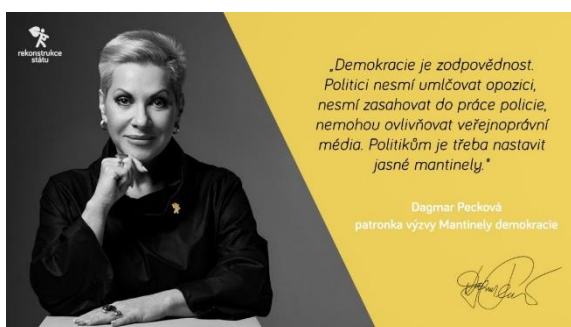 rekonstrukce
státu
„Demokracie je zodpovědnost.
Politici nesmí umlčovat opozici,
nesmí zasahovat do práce policie,
nemohou ovlivňovat veřejnoprávní
média. Politikům je třeba nastavit
jasné mantinely."
Dagmar Pecková
patronka výzvy Mantinely demokracie